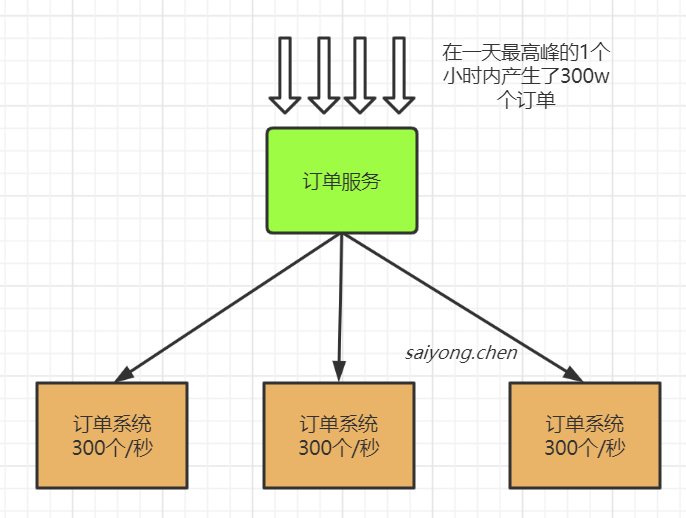 在一天最高峰的1个
小时内产生了300w
个订单
订单服务
saiyong.chen
订单系统
300个/秒
订单系统
300个/秒
订单系统
300个/秒